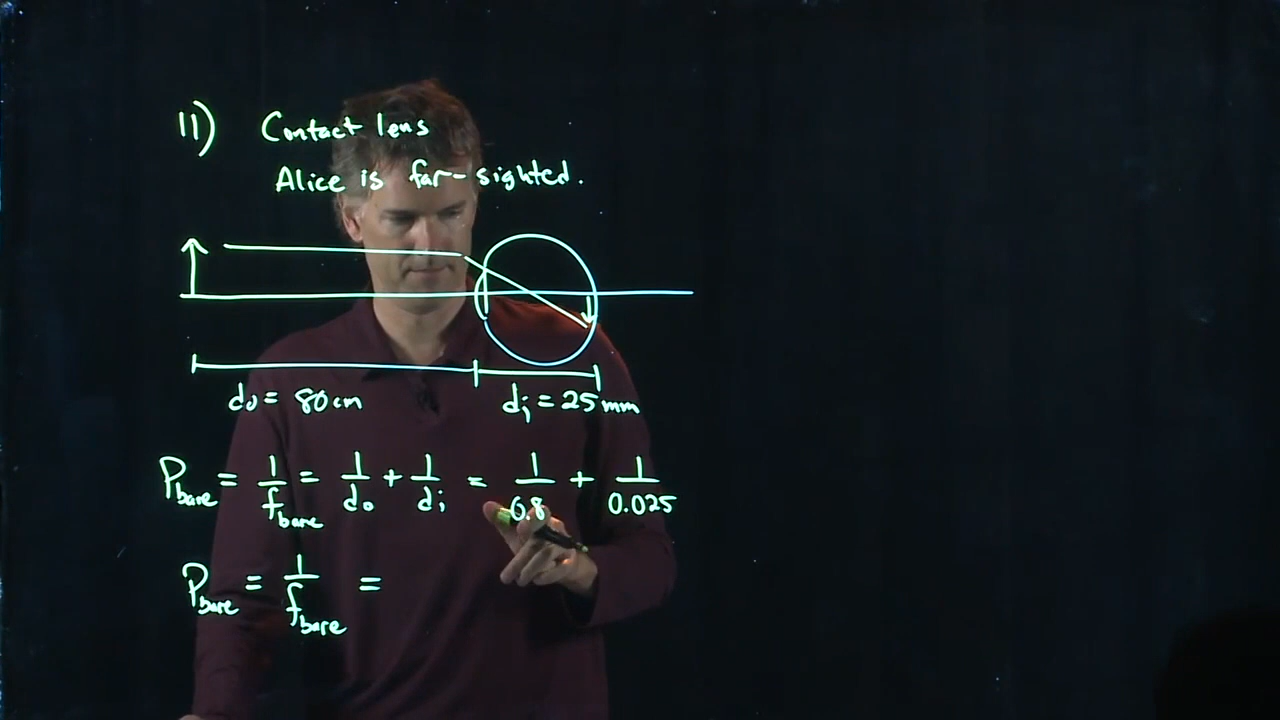 11) Contact lens
Alice is far-sighted.
do = 80 cm di = 25 mm
Pbare = 1/fbare = 1/do + 1/di = 1/0.8 + 1/0.025
Pbare = 1/fbare =